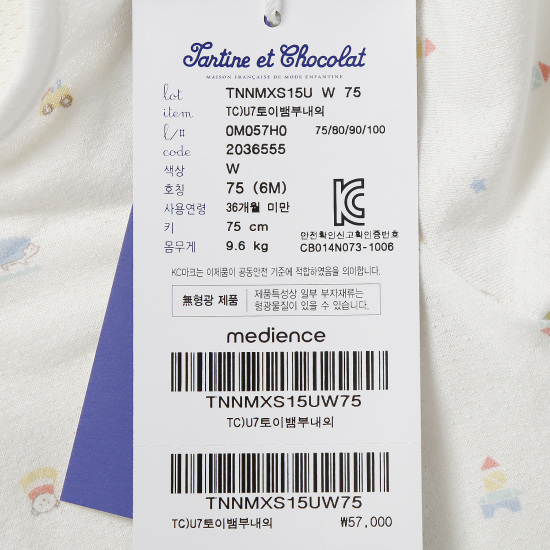 Tartine et Chocolat
MAISON FRANÇAISE DE MODE ENFANTINE
lot TNNMXS15U W 75
item TC)U7토이뱀부내의
l/# 0M057H0 75/80/90/100
code 2036555
색상 W
호칭 75 (6M)
사용연령 36개월 미만
키 75 cm
몸무게 9.6 kg
안전확인신고확인증번호
CB014N073-1006
KC마크는 이제품이 공통안전 기준에 적합하였음을 의미합니다.
無형광 제품
제품특성상 일부 부자재류는
형광물질이 있을 수 있습니다.
medience
TNNMXS15UW75
TC)U7토이뱀부내의
TNNMXS15UW75
TC)U7토이뱀부내의 ₩57,000